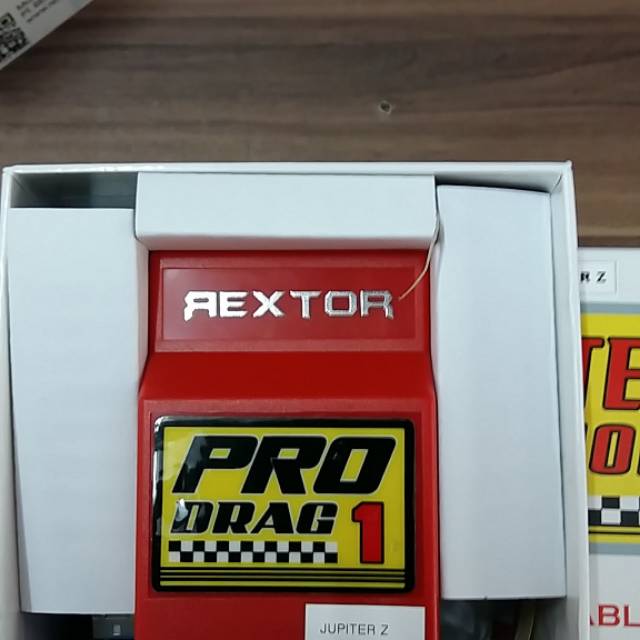 REXTOR
PRO
DRAG 1
JUPITER Z
R Z